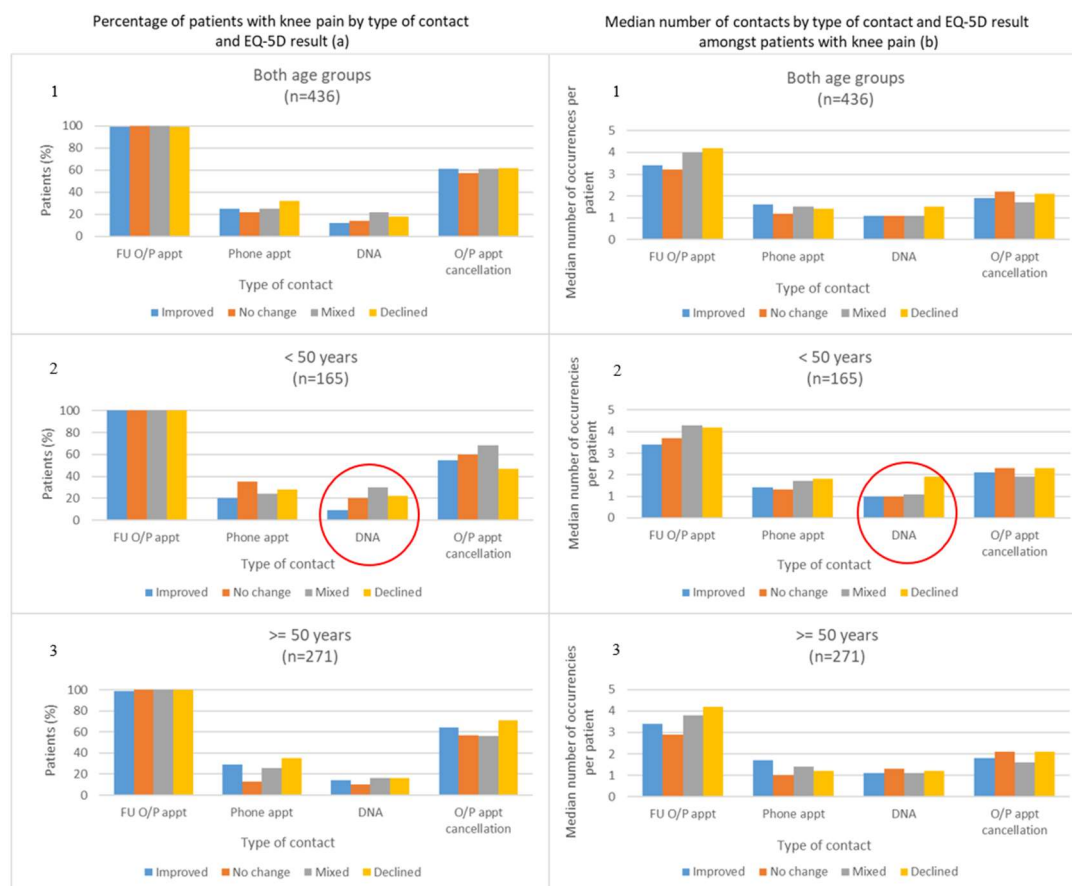 Percentage of patients with knee pain by type of contact
and EQ-5D result (a)
Median number of contacts by type of contact and EQ-5D result
amongst patients with knee pain (b)
1
Both age groups
(n=436)
Patients (%)
100
80
60
40
20
0
FU O/P appt
Phone appt
DNA
O/P appt
cancellation
Type of contact
Improved
No change
Mixed
Declined
1
Both age groups
(n=436)
Median number of occurrences per
patient
5
4
3
2
1
0
FU O/P appt
Phone appt
DNA
O/P appt
cancellation
Type of contact
Improved
No change
Mixed
Declined
2
< 50 years
(n=165)
Patients (%)
100
80
60
40
20
0
FU O/P appt
Phone appt
DNA
O/P appt
cancellation
Type of contact
Improved
No change
Mixed
Declined
2
< 50 years
(n=165)
Median number of occurrencies
per patient
5
4
3
2
1
0
FU O/P appt
Phone appt
DNA
O/P appt
cancellation
Type of contact
Improved
No change
Mixed
Declined
3
>= 50 years
(n=271)
Patients (%)
100
80
60
40
20
0
FU O/P appt
Phone appt
DNA
O/P appt
cancellation
Type of contact
Improved
No change
Mixed
Declined
3
>= 50 years
(n=271)
Median number of occurrencies
per patient
5
4
3
2
1
0
FU O/P appt
Phone appt
DNA
O/P appt
cancellation
Type of contact
Improved
No change
Mixed
Declined